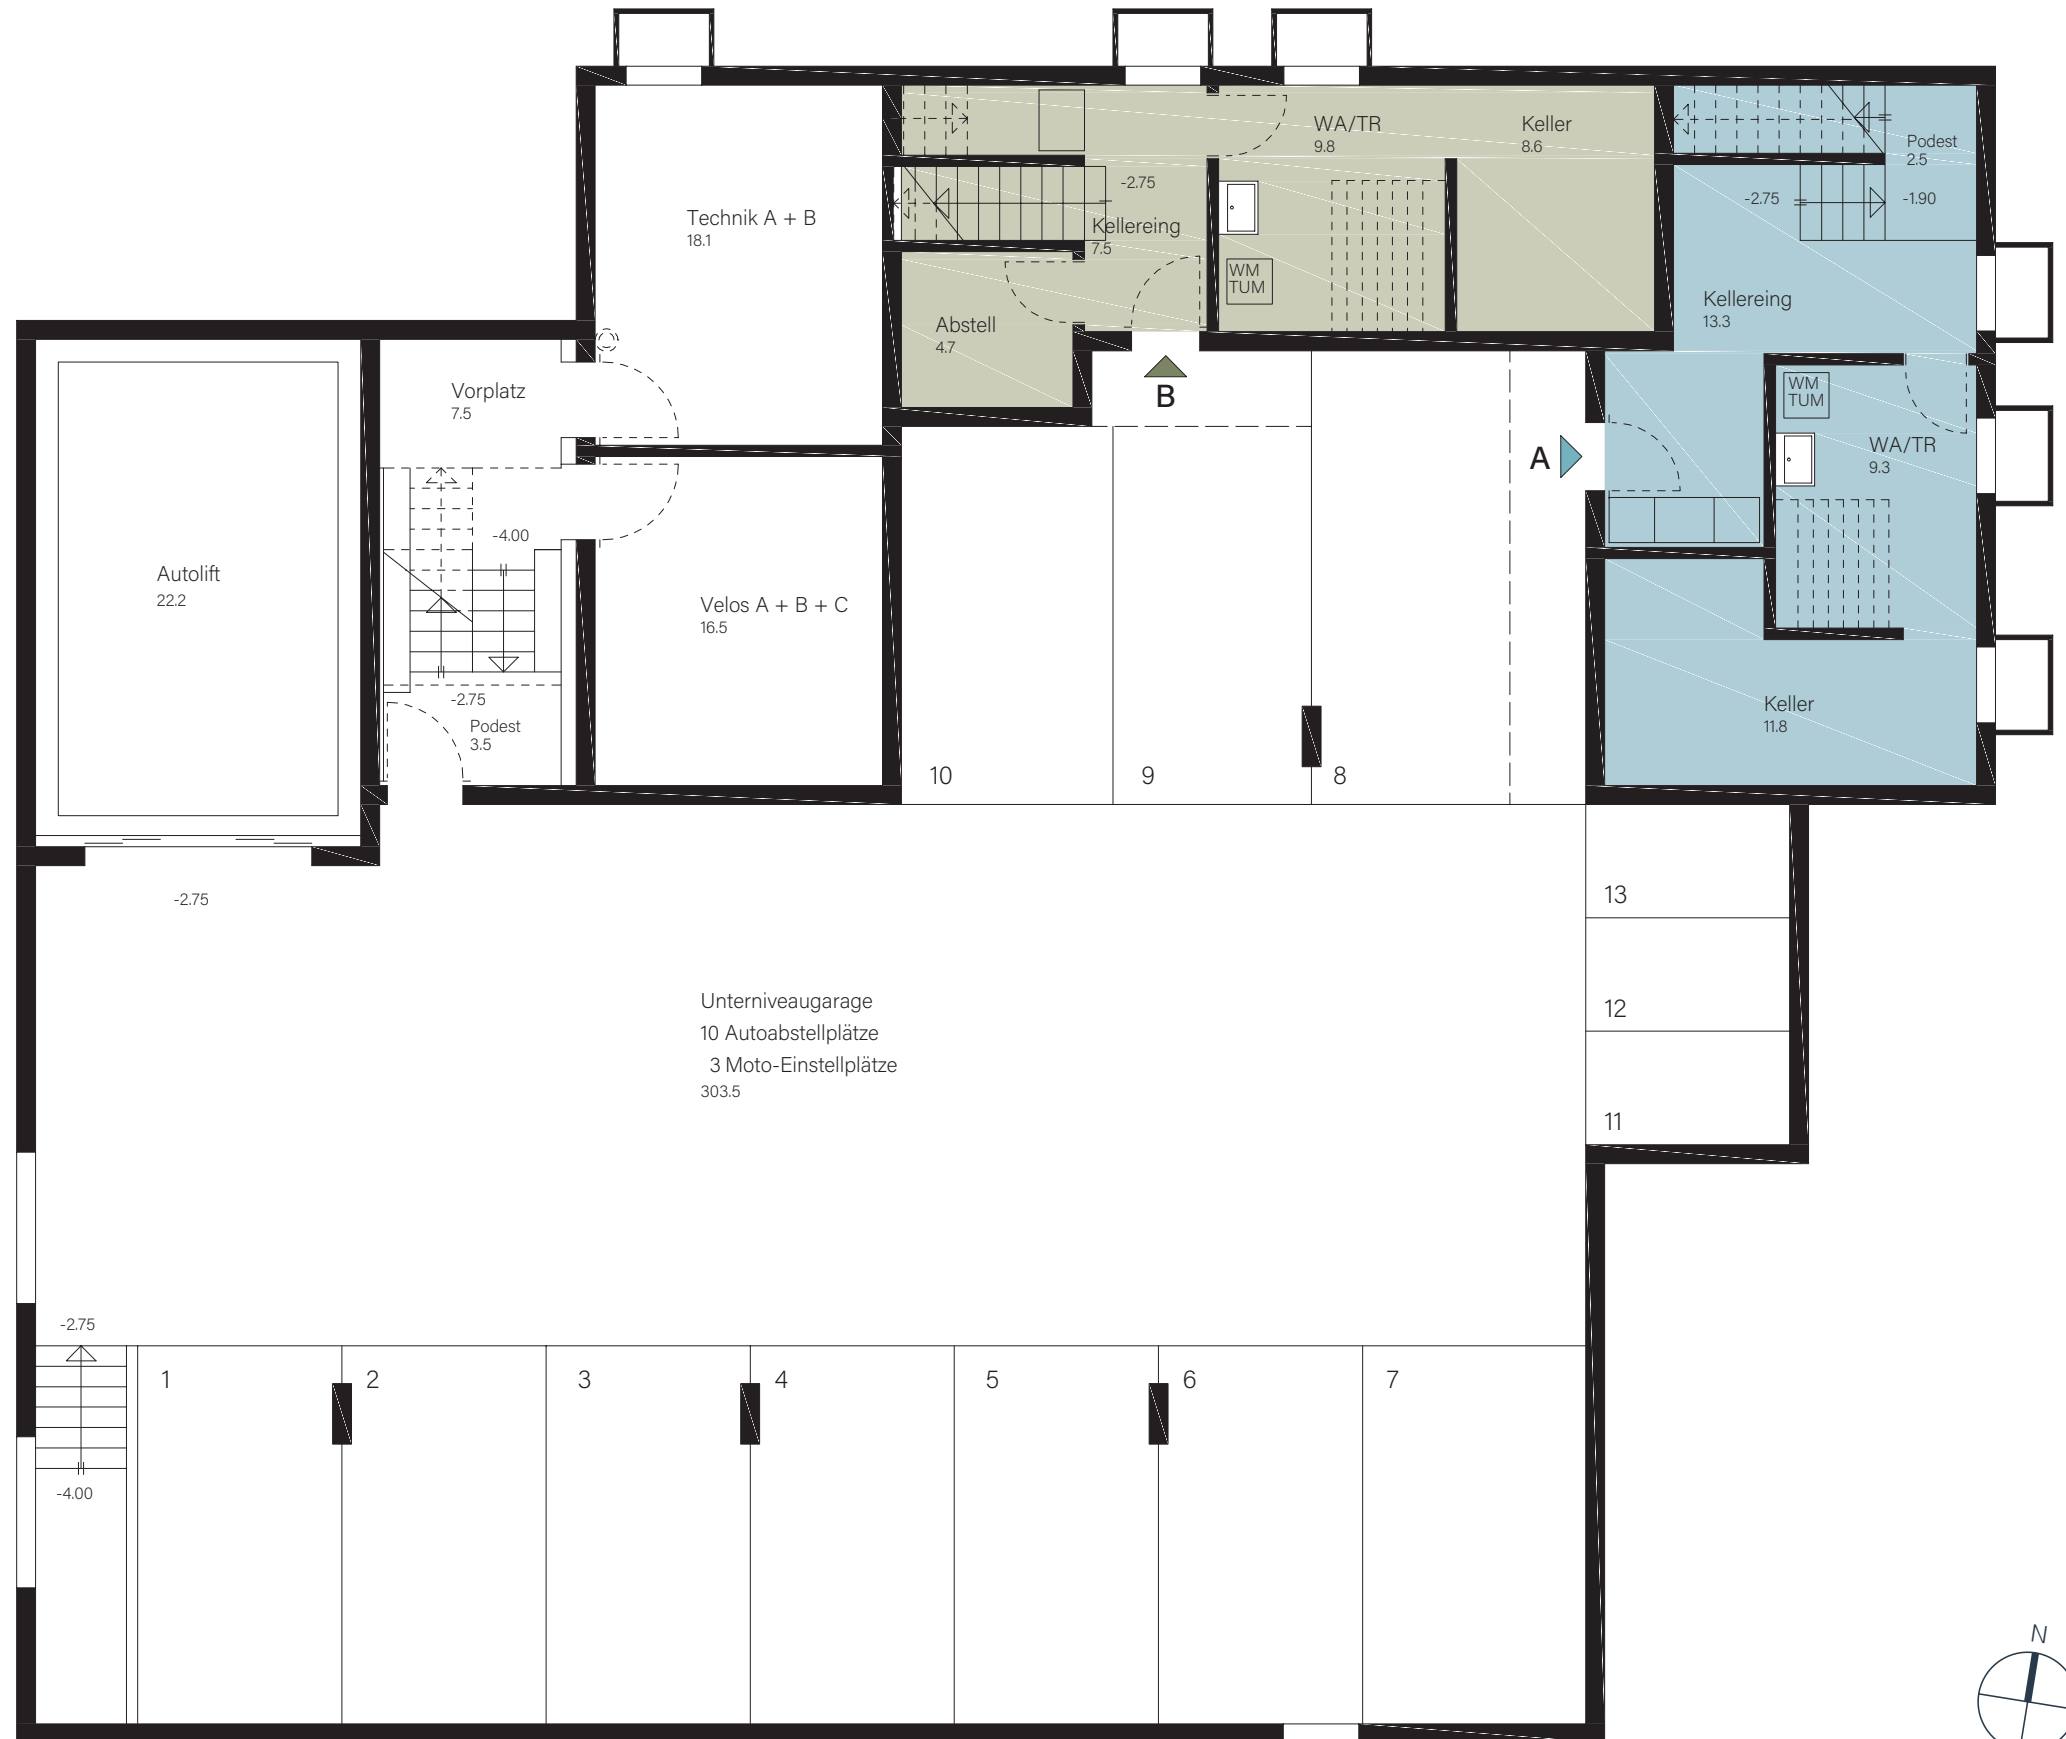 WA/TR
9.8
Keller
8.6
Podest
2.5
-2.75
-2.75
-1.90
Technik A + B
18.1
Kellereing
7.5
WM
TUM
Kellereing
13.3
Abstell
4.7
Vorplatz
7.5
B
WM
TUM
WA/TR
9.3
A
-4.00
Autolift
22.2
Velos A + B + C
16.5
-2.75
Podest
3.5
Keller
11.8
10
9
8
-2.75
13
12
11
Unterniveaugarage
10 Autoabstellplätze
3 Moto-Einstellplätze
303.5
-2.75
1
2
3
4
5
6
7
-4.00
N